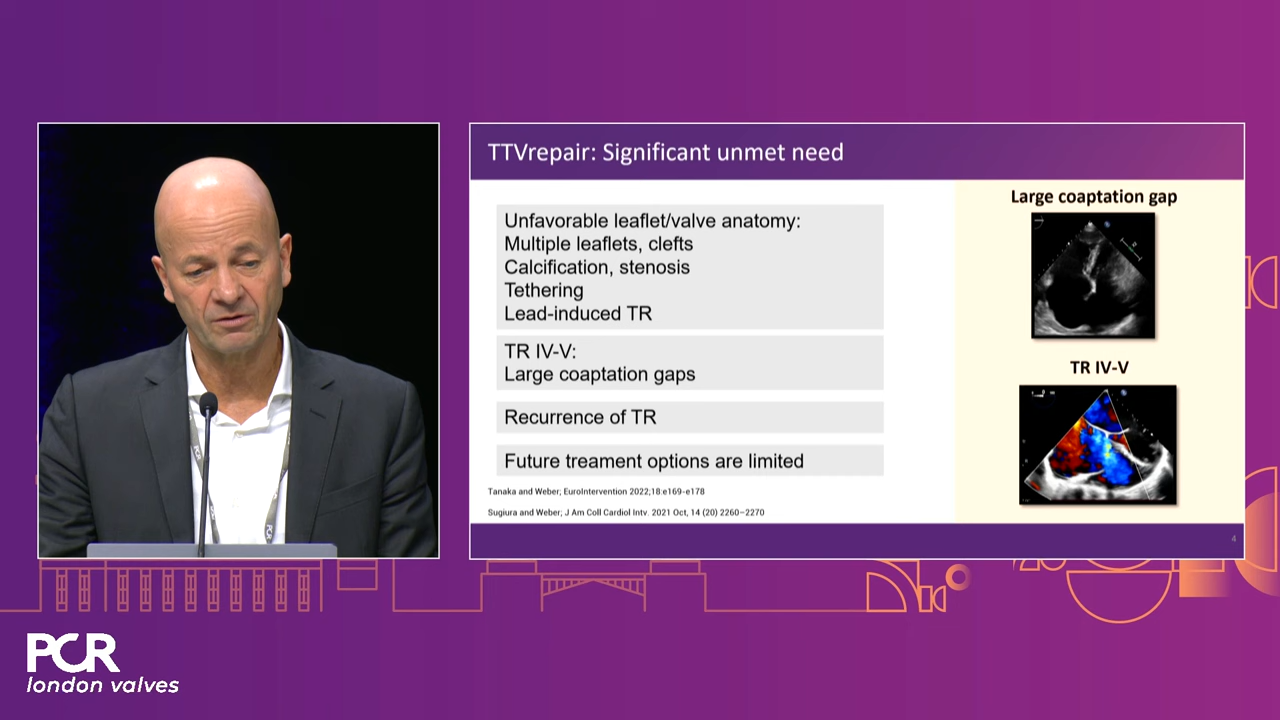 TTVrepair: Significant unmet need
Unfavorable leaflet/valve anatomy:
Multiple leaflets, clefts
Calcification, stenosis
Tethering
Lead-induced TR
TR IV-V:
Large coaptation gaps
Recurrence of TR
Future treament options are limited
Tanaka and Weber; EuroIntervention 2022;18:e169-e178
Sugiura and Weber; J Am Coll Cardiol Intv. 2021 Oct, 14 (20) 2260–2270
Large coaptation gap
TR IV-V
4
PCR
PCR
london valves